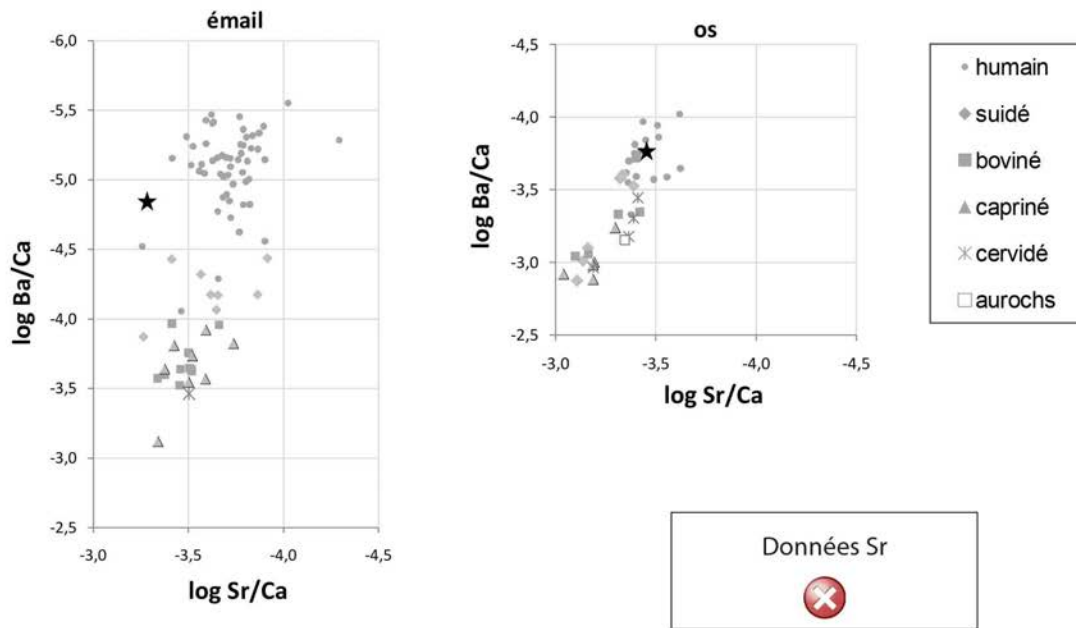 émail
-6,0
-5,5
-5,0
-4,5
-4,0
-3,5
-3,0
-2,5
log Ba/Ca
-3,0 -3,5 -4,0 -4,5
log Sr/Ca
os
-4,5
-4,0
-3,5
-3,0
-2,5
log Ba/Ca
-3,0 -3,5 -4,0 -4,5
log Sr/Ca
humain
suidé
boviné
capriné
cervidé
aurochs
Données Sr